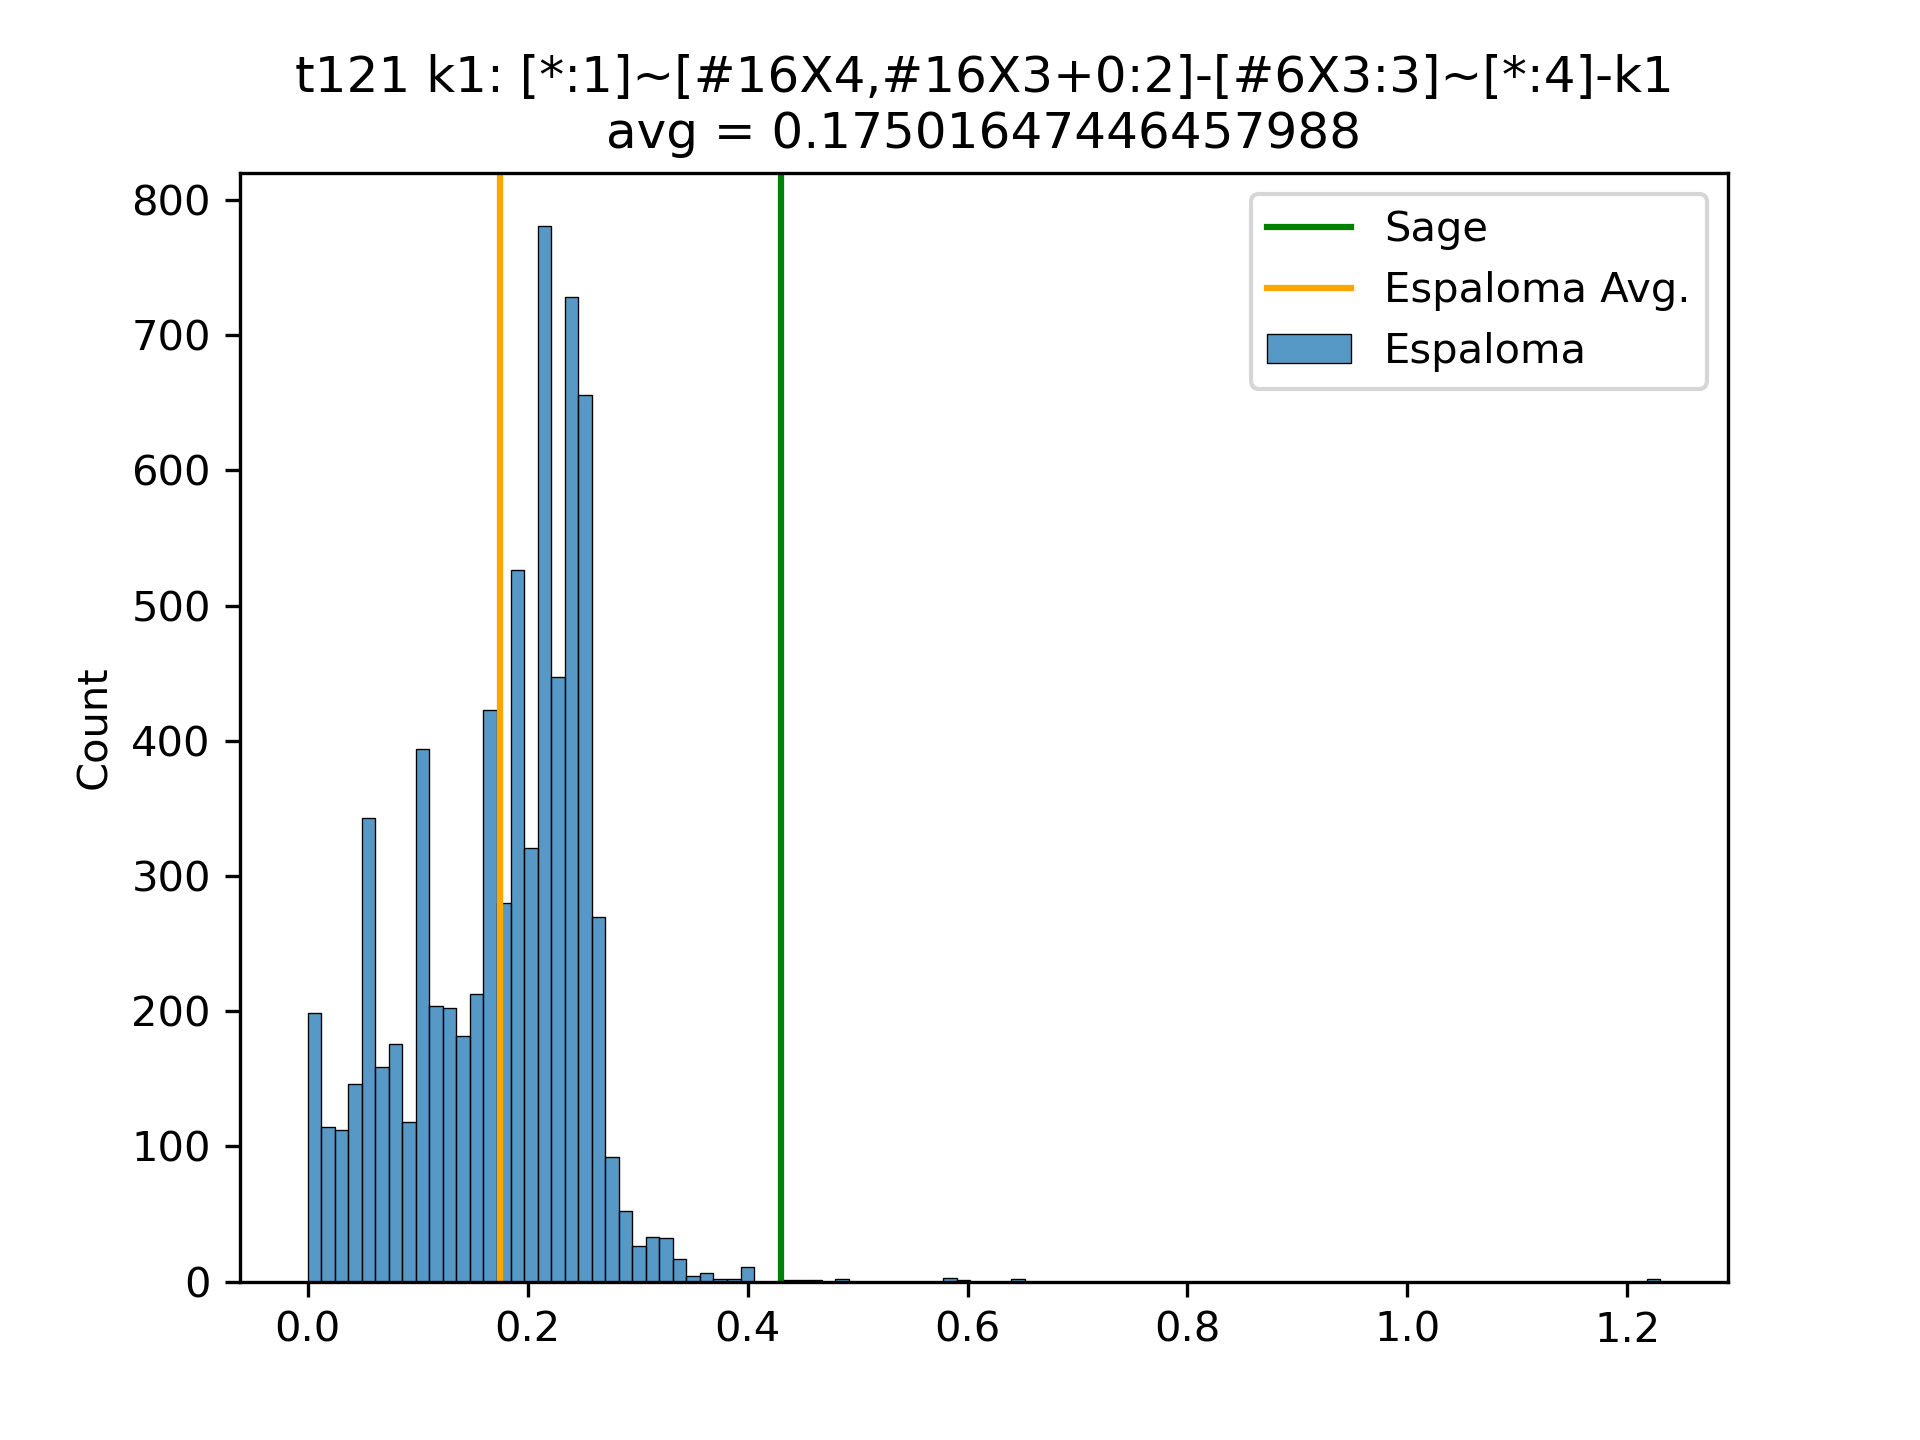 t121 k1: [*:1]~[#16X4,#16X3+0:2]-[#6X3:3]~[*:4]-k1
avg = 0.17501647446457988
Sage
Espaloma Avg.
Espaloma
Count
800
700
600
500
400
300
200
100
0
0.0 0.2 0.4 0.6 0.8 1.0 1.2